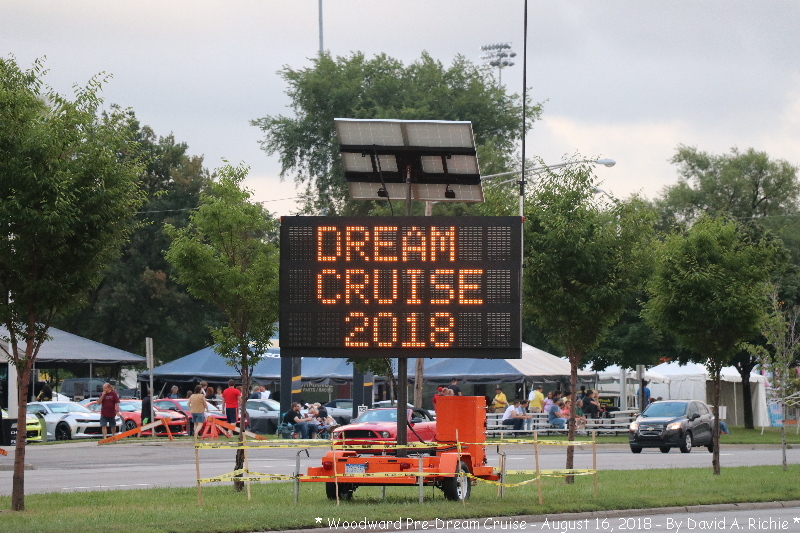 DREAM
CRUISE
2018
* Woodward Pre-Dream Cruise - August 16, 2018 - By David A. Richie *